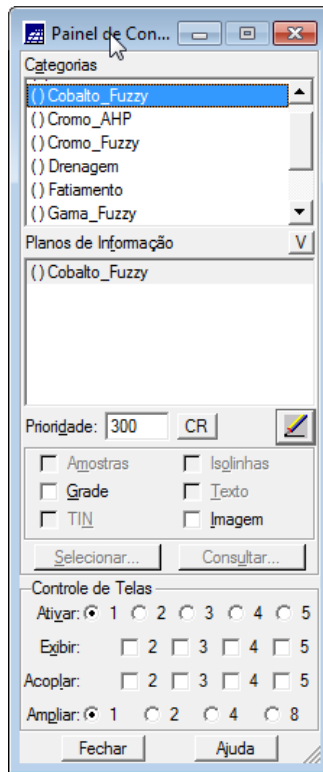 Painel de Con...
Categorias
( ) Cobalto_Fuzzy
( ) Cromo_AHP
( ) Cromo_Fuzzy
( ) Drenagem
( ) Fatiamento
( ) Gama_Fuzzy
Planos de Informação V
( ) Cobalto_Fuzzy
Prioridade: 300 CR
Amostras Isolinhas
Grade Texto
TIN Imagem
Selecionar... Consultar...
Controle de Telas
Ativar: 1 2 3 4 5
Exibir: 2 3 4 5
Acoplar: 2 3 4 5
Ampliar: 1 2 4 8
Fechar Ajuda